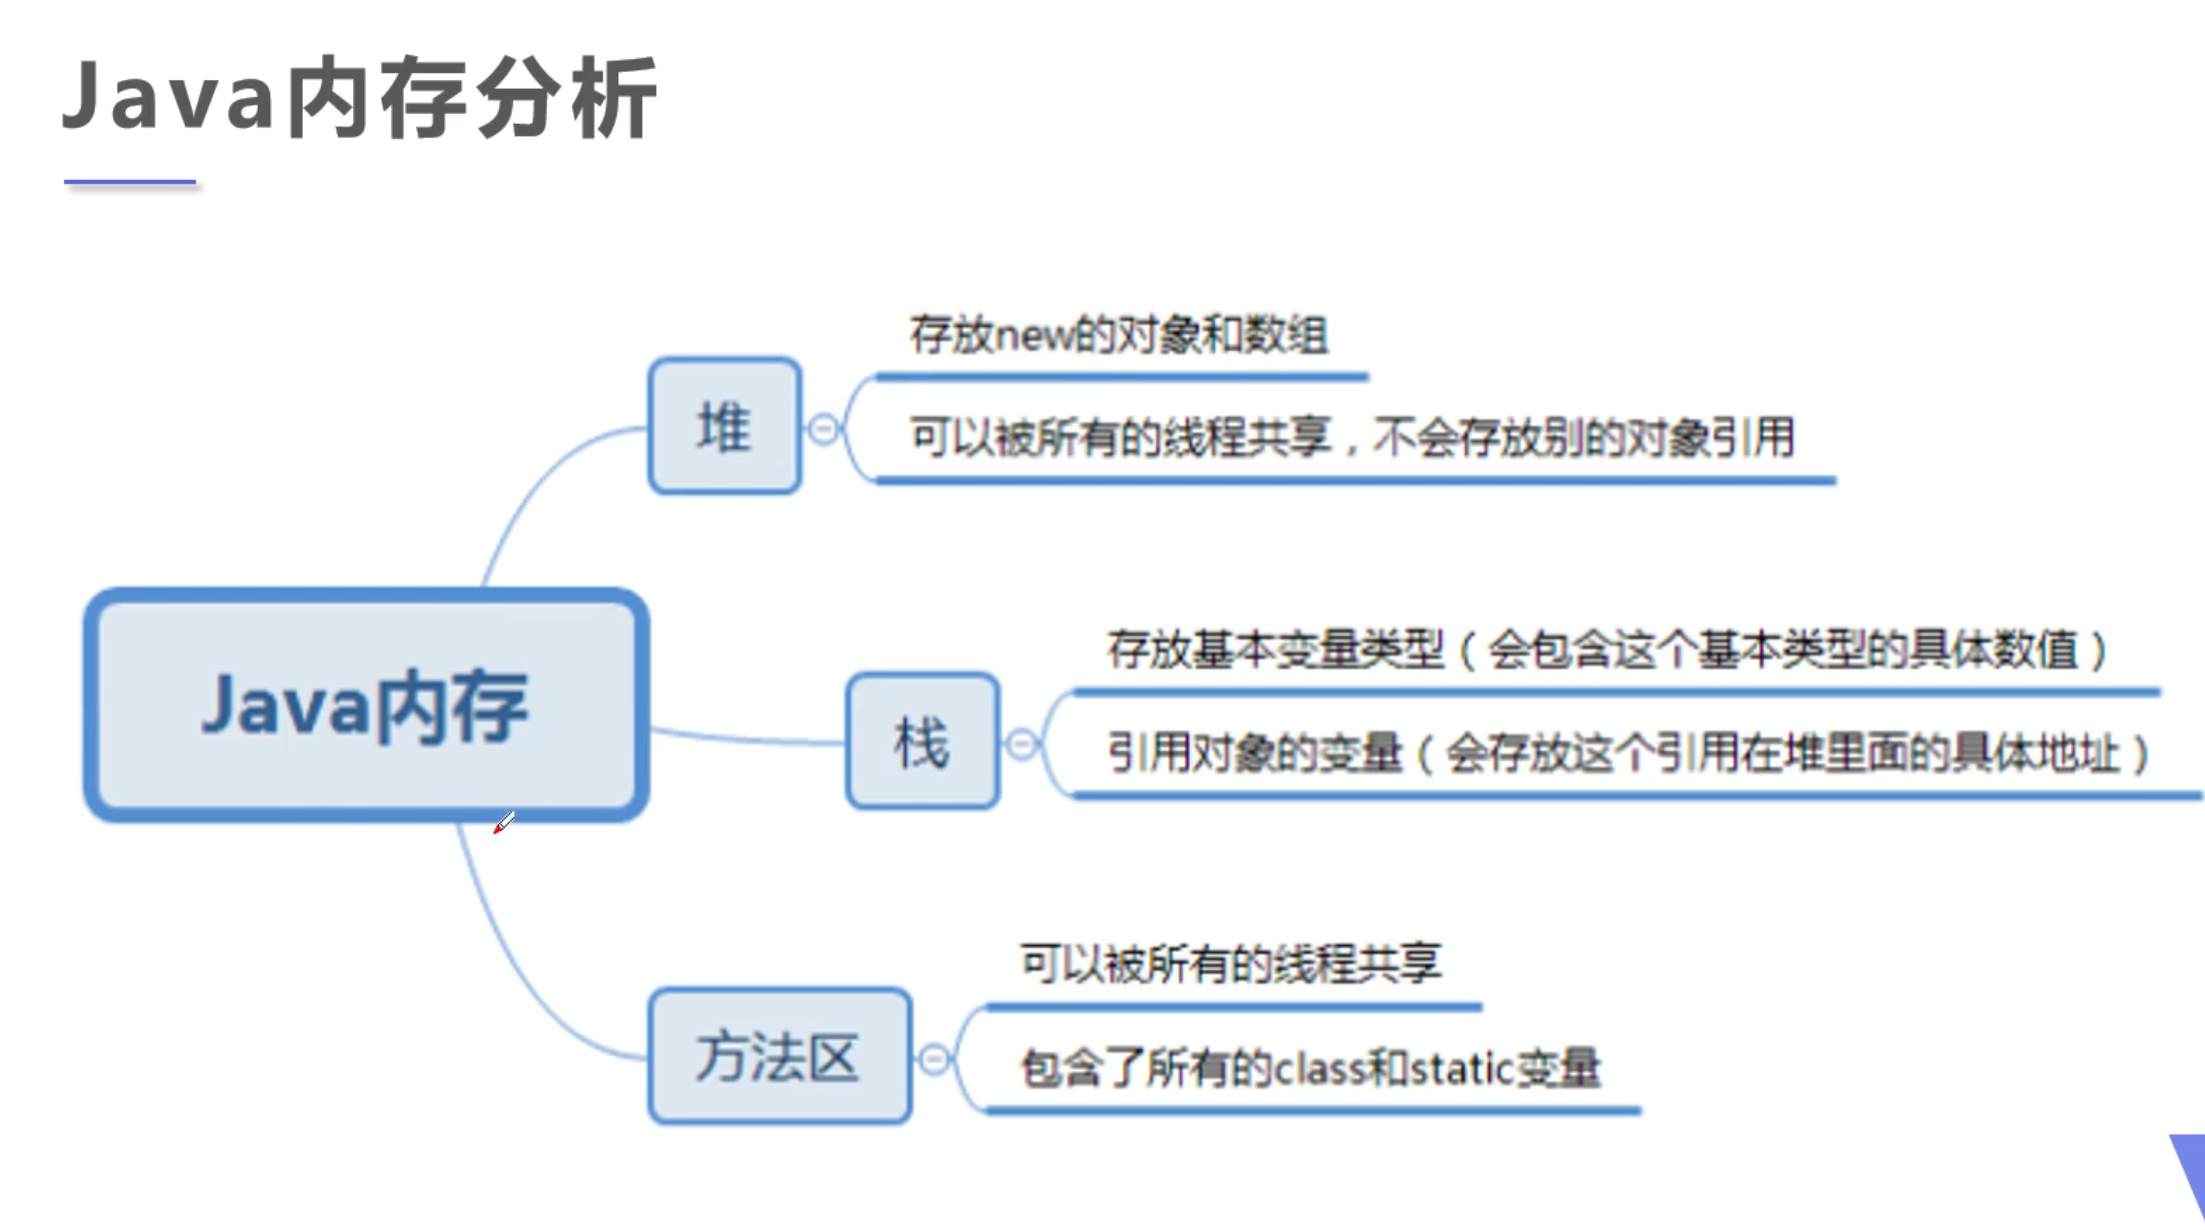 Java内存分析
存放new的对象和数组
堆
可以被所有的线程共享，不会存放别的对象引用
存放基本变量类型（会包含这个基本类型的具体数值）
Java内存
栈
引用对象的变量（会存放这个引用在堆里面的具体地址）
可以被所有的线程共享
方法区
包含了所有的class和static变量